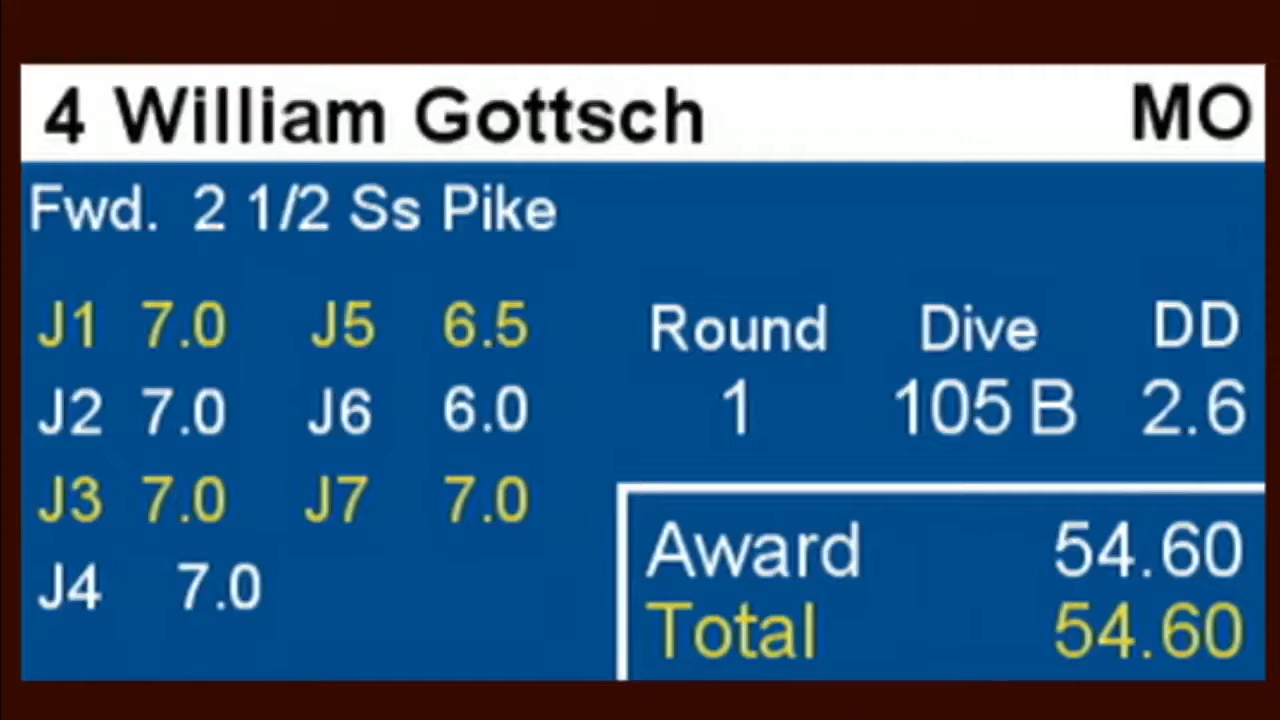 4 William Gottsch MO
Fwd. 2 1/2 Ss Pike
J1 7.0 J5 6.5
J2 7.0 J6 6.0
J3 7.0 J7 7.0
J4 7.0
Round Dive DD
1 105 B 2.6
Award 54.60
Total 54.60